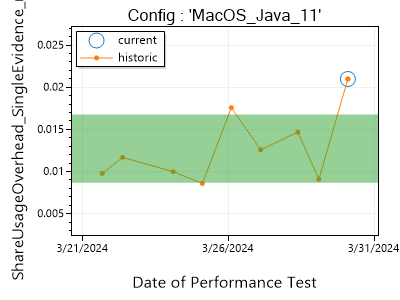 Config : 'MacOS_Java_11'
ShareUsageOverhead_SingleEvidence_
current
historic
0.025
0.02
0.015
0.01
0.005
3/21/2024
3/26/2024
3/31/2024
Date of Performance Test